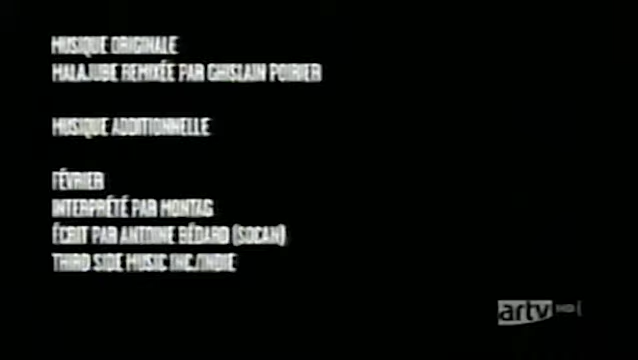 MUSIQUE ORIGINALE
MALAJUBE REMIXÉE PAR GHISLAIN POIRIER
MUSIQUE ADDITIONNELLE
FÉVRIER
INTERPRÉTÉ PAR MONTAG
ÉCRIT PAR ANTOINE BÉDARD (SOCAN)
THIRD SIDE MUSIC INC./INDIE
artv HD